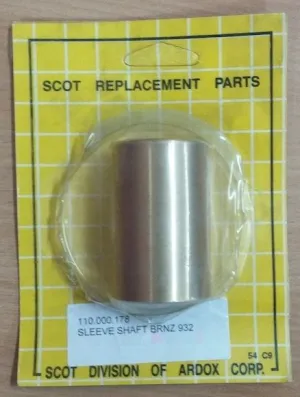 SCOT REPLACEMENT PARTS
110.000.178
SLEEVE SHAFT BRNZ 932
54 C9
SCOT DIVISION OF ARDOX CORP.